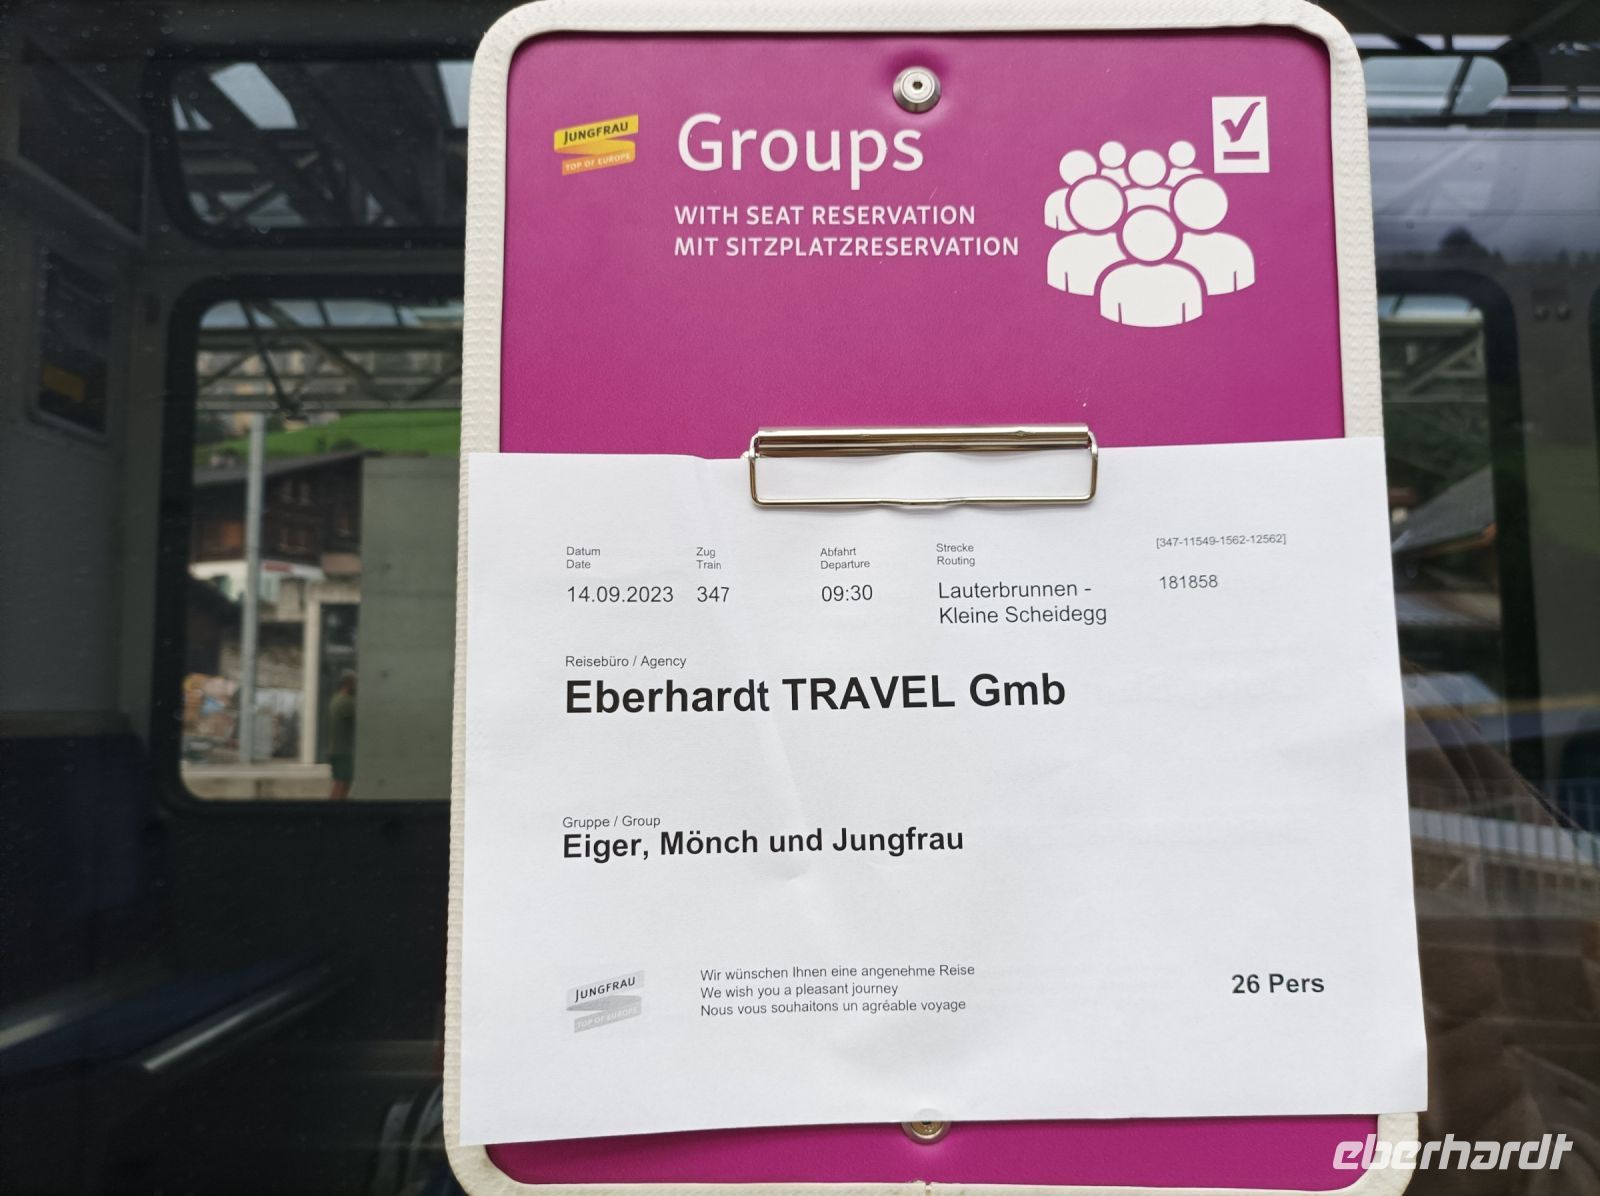 JUNGFRAU
TOP OF EUROPE
Groups
WITH SEAT RESERVATION
MIT SITZPLATZRESERVATION
Datum
Date
14.09.2023
Zug
Train
347
Abfahrt
Departure
09:30
Strecke
Routing
Lauterbrunnen -
Kleine Scheidegg
[347-11549-1562-12562]
181858
Reisebüro / Agency
Eberhardt TRAVEL Gmb
Gruppe / Group
Eiger, Mönch und Jungfrau
JUNGFRAU
TOP OF EUROPE
Wir wünschen Ihnen eine angenehme Reise
We wish you a pleasant journey
Nous vous souhaitons un agréable voyage
26 Pers
eberhardt